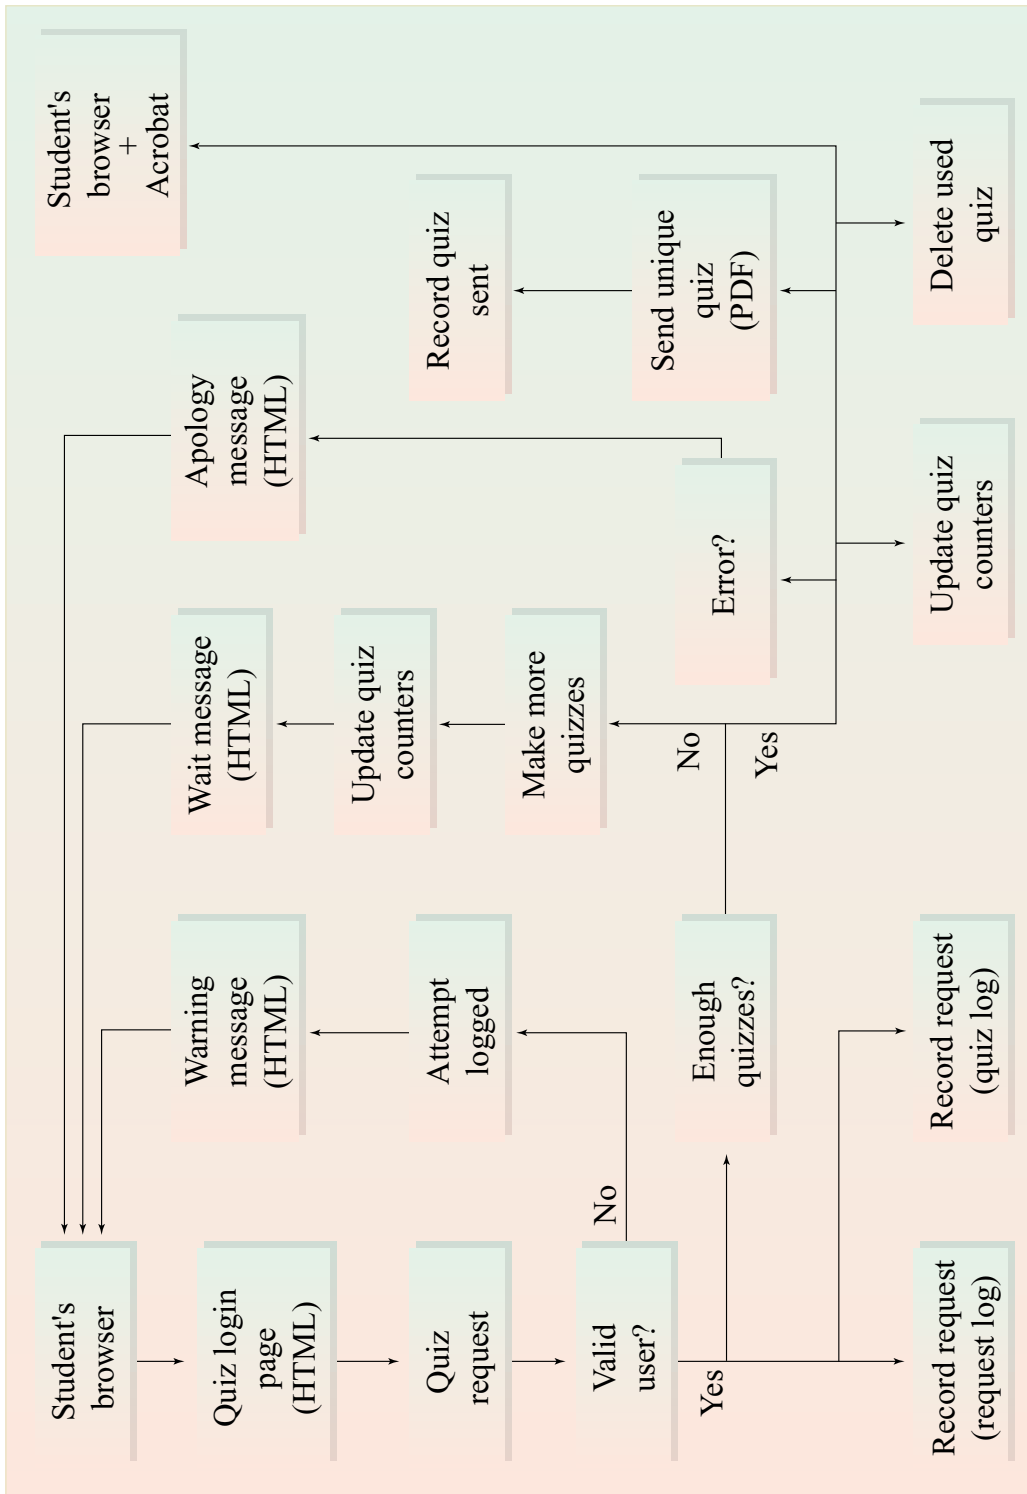 Student's
browser
Quiz login
page
(HTML)
Quiz
request
Valid
user?
No
Yes
Record request
(request log)
Warning
message
(HTML)
Attempt
logged
Enough
quizzes?
Record request
(quiz log)
Wait message
(HTML)
Update quiz
counters
Make more
quizzes
No
Yes
Apology
message
(HTML)
Error?
Update quiz
counters
Student's
browser
+
Acrobat
Record quiz
sent
Send unique
quiz
(PDF)
Delete used
quiz